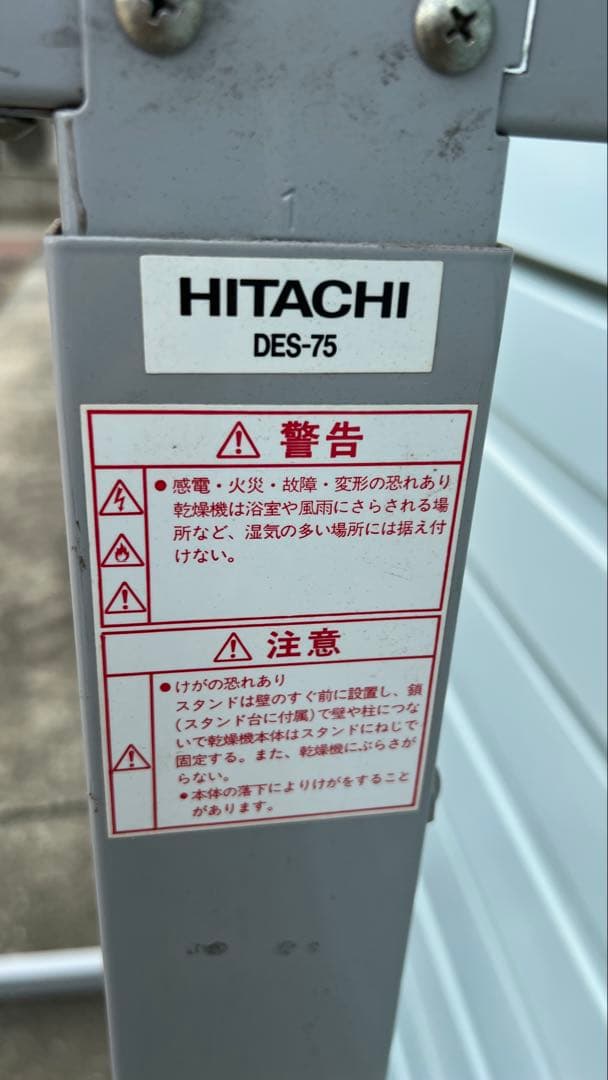 1
HITACHI
DES-75
警告
●感電・火災・故障・変形の恐れあり
乾燥機は浴室や風雨にさらされる場
所など、湿気の多い場所には据え付
けない。
注意
●けがの恐れあり
スタンドは壁のすぐ前に設置し、鎖
(スタンド台に付属)で壁や柱につな
いで乾燥機本体はスタンドにねじで
固定する。また、乾燥機にぶらさが
らない。
●本体の落下によりけがをすること
があります。